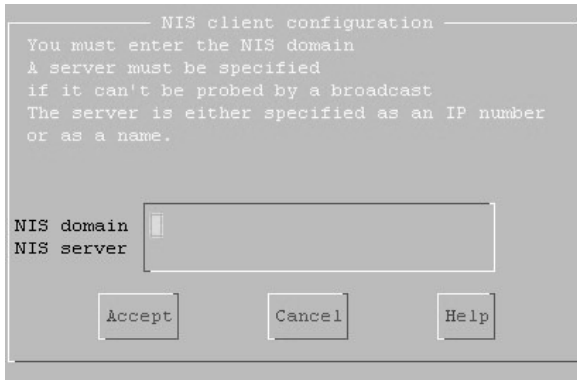 NIS client configuration
You must enter the NIS domain
A server must be specified
if it can't be probed by a broadcast
The server is either specified as an IP number
or as a name.
NIS domain
NIS server
Accept Cancel Help